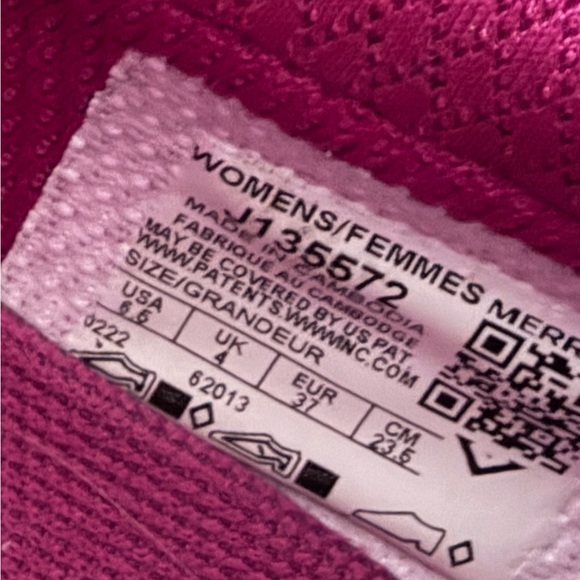 WOMENS/FEMMES MERR
J135572
MADE IN CAMBODIA
FABRIQUE AU CAMBODGE
MAY BE COVERED BY US PAT.
WWW.PATENTS.WWWINC.COM
SIZE/GRANDEUR
USA UK EUR CM
6.5 4 37 23.5
0222 62013